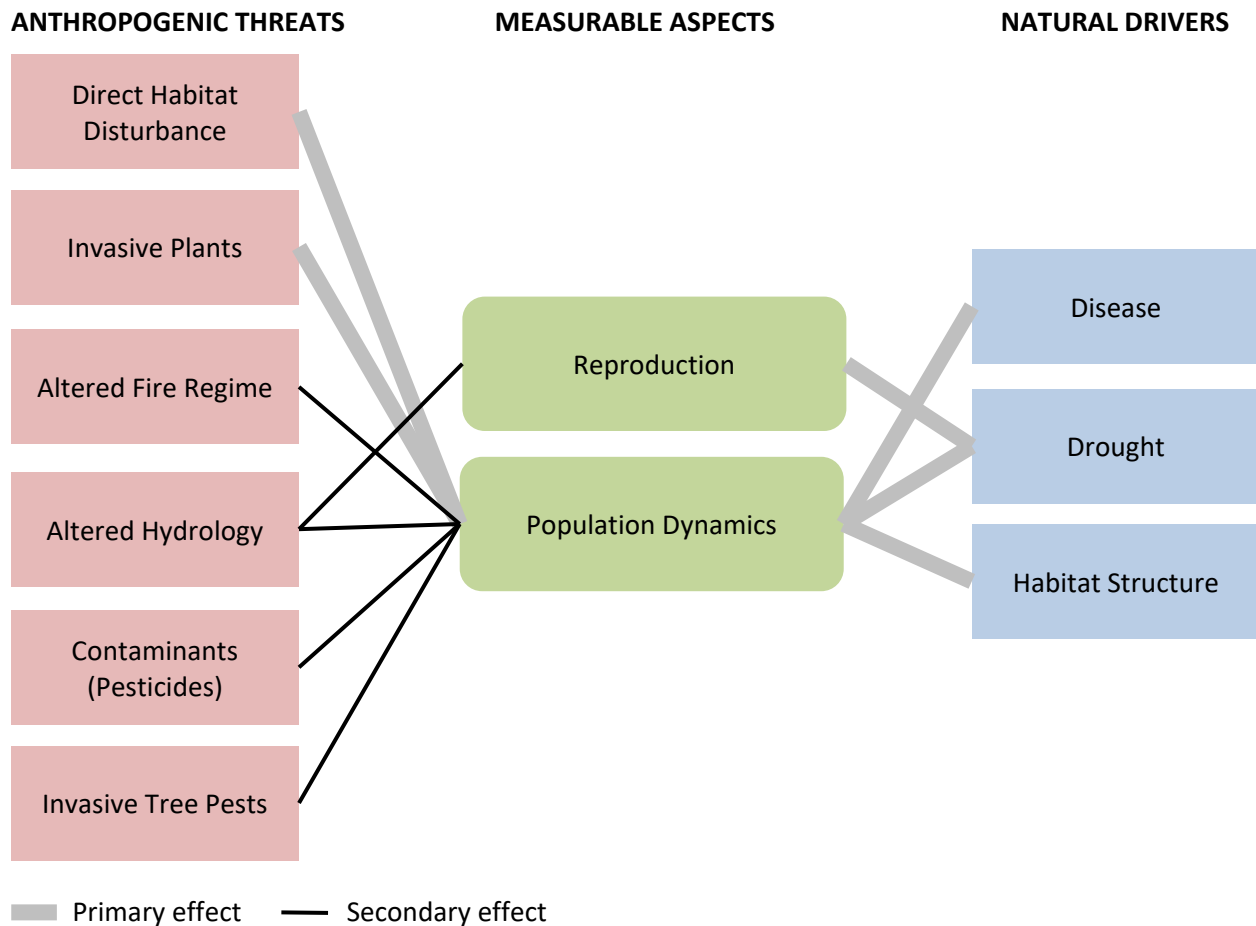 ANTHROPOGENIC THREATS
MEASURABLE ASPECTS
NATURAL DRIVERS
Direct Habitat
Disturbance
Invasive Plants
Altered Fire Regime
Altered Hydrology
Contaminants
(Pesticides)
Invasive Tree Pests
Reproduction
Population Dynamics
Disease
Drought
Habitat Structure
Primary effect
Secondary effect